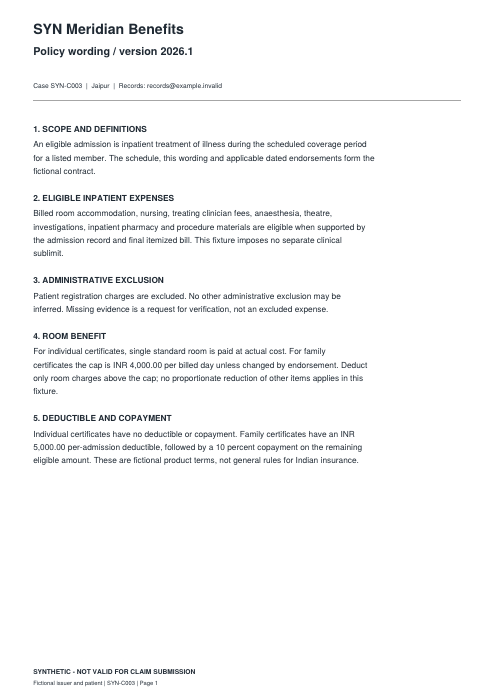 SYN Meridian Benefits
Policy wording / version 2026.1
Case SYN-C003 | Jaipur | Records: records@example.invalid
1. SCOPE AND DEFINITIONS
An eligible admission is inpatient treatment of illness during the scheduled coverage period
for a listed member. The schedule, this wording and applicable dated endorsements form the
fictional contract.
2. ELIGIBLE INPATIENT EXPENSES
Billed room accommodation, nursing, treating clinician fees, anaesthesia, theatre,
investigations, inpatient pharmacy and procedure materials are eligible when supported by
the admission record and final itemized bill. This fixture imposes no separate clinical
sublimit.
3. ADMINISTRATIVE EXCLUSION
Patient registration charges are excluded. No other administrative exclusion may be
inferred. Missing evidence is a request for verification, not an excluded expense.
4. ROOM BENEFIT
For individual certificates, single standard room is paid at actual cost. For family
certificates the cap is INR 4,000.00 per billed day unless changed by endorsement. Deduct
only room charges above the cap; no proportionate reduction of other items applies in this
fixture.
5. DEDUCTIBLE AND COPAYMENT
Individual certificates have no deductible or copayment. Family certificates have an INR
5,000.00 per-admission deductible, followed by a 10 percent copayment on the remaining
eligible amount. These are fictional product terms, not general rules for Indian insurance.
SYNTHETIC - NOT VALID FOR CLAIM SUBMISSION
Fictional issuer and patient | SYN-C003 | Page 1